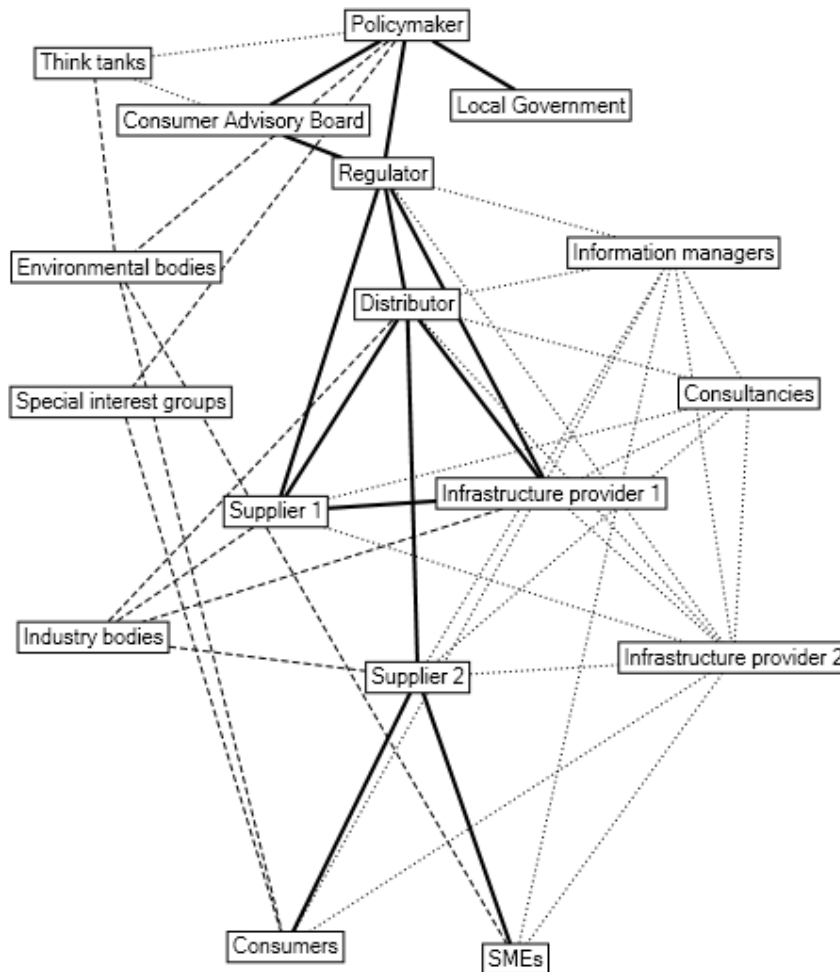 Policymaker
Think tanks
Local Government
Consumer Advisory Board
Regulator
Information managers
Environmental bodies
Distributor
Consultancies
Special interest groups
Infrastructure provider 1
Supplier 1
Industry bodies
Infrastructure provider 2
Supplier 2
Consumers
SMEs